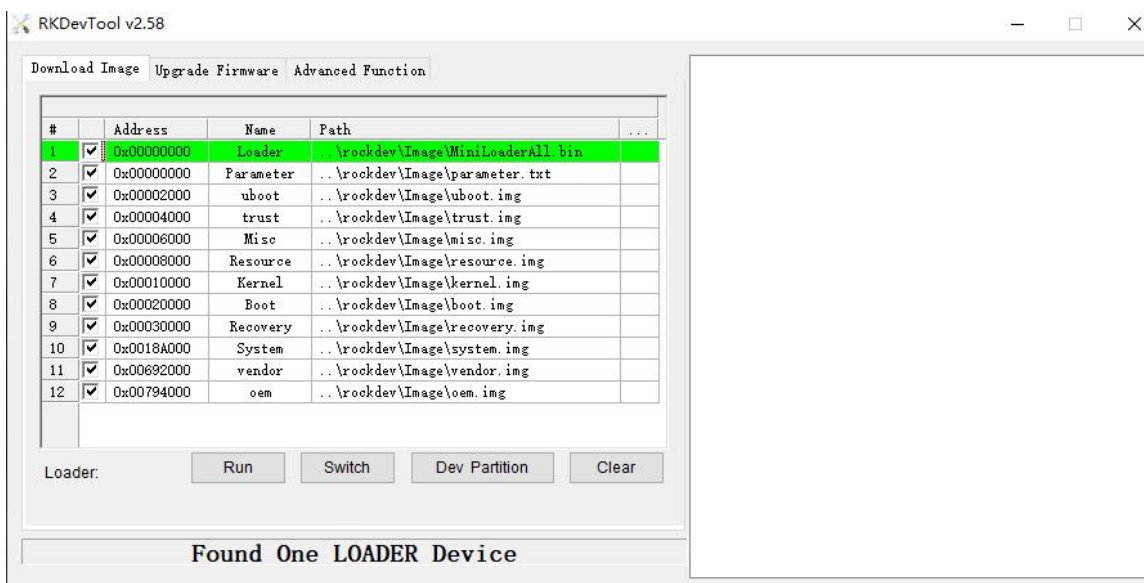 RKDevTool v2.58
Download Image Upgrade Firmware Advanced Function
# Address Name Path ...
1 0x00000000 Loader ..\rockdev\Image\MiniLoaderAll.bin
2 0x00000000 Parameter ..\rockdev\Image\parameter.txt
3 0x00002000 uboot ..\rockdev\Image\uboot.img
4 0x00004000 trust ..\rockdev\Image\trust.img
5 0x00006000 Misc ..\rockdev\Image\misc.img
6 0x00008000 Resource ..\rockdev\Image\resource.img
7 0x00010000 Kernel ..\rockdev\Image\kernel.img
8 0x00020000 Boot ..\rockdev\Image\boot.img
9 0x00030000 Recovery ..\rockdev\Image\recovery.img
10 0x0018A000 System ..\rockdev\Image\system.img
11 0x00692000 vendor ..\rockdev\Image\vendor.img
12 0x00794000 oem ..\rockdev\Image\oem.img
Loader: Run Switch Dev Partition Clear
Found One LOADER Device